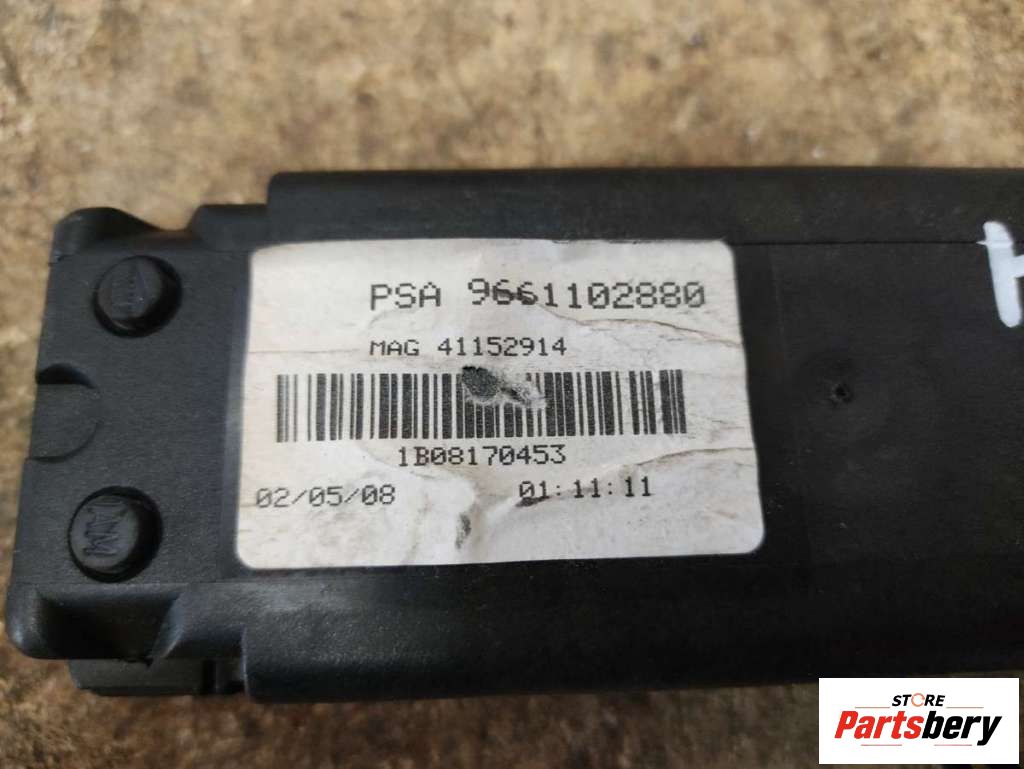 PSA 9661102880
MAG 41152914
1B08170453
02/05/08 01:11:11
STORE
Partsbery